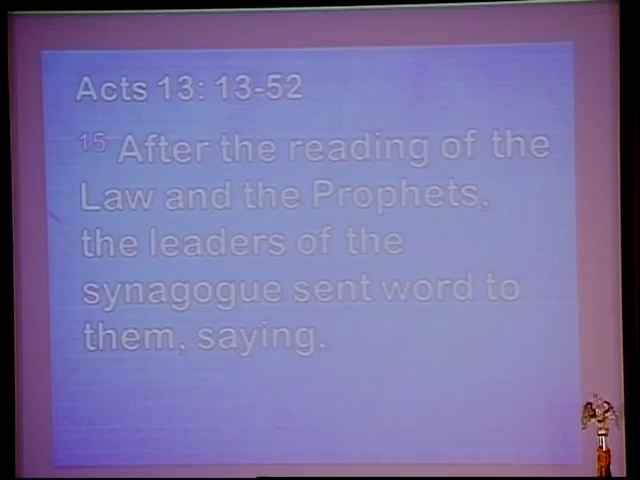 Acts 13: 13-52
15 After the reading of the
Law and the Prophets,
the leaders of the
synagogue sent word to
them, saying,